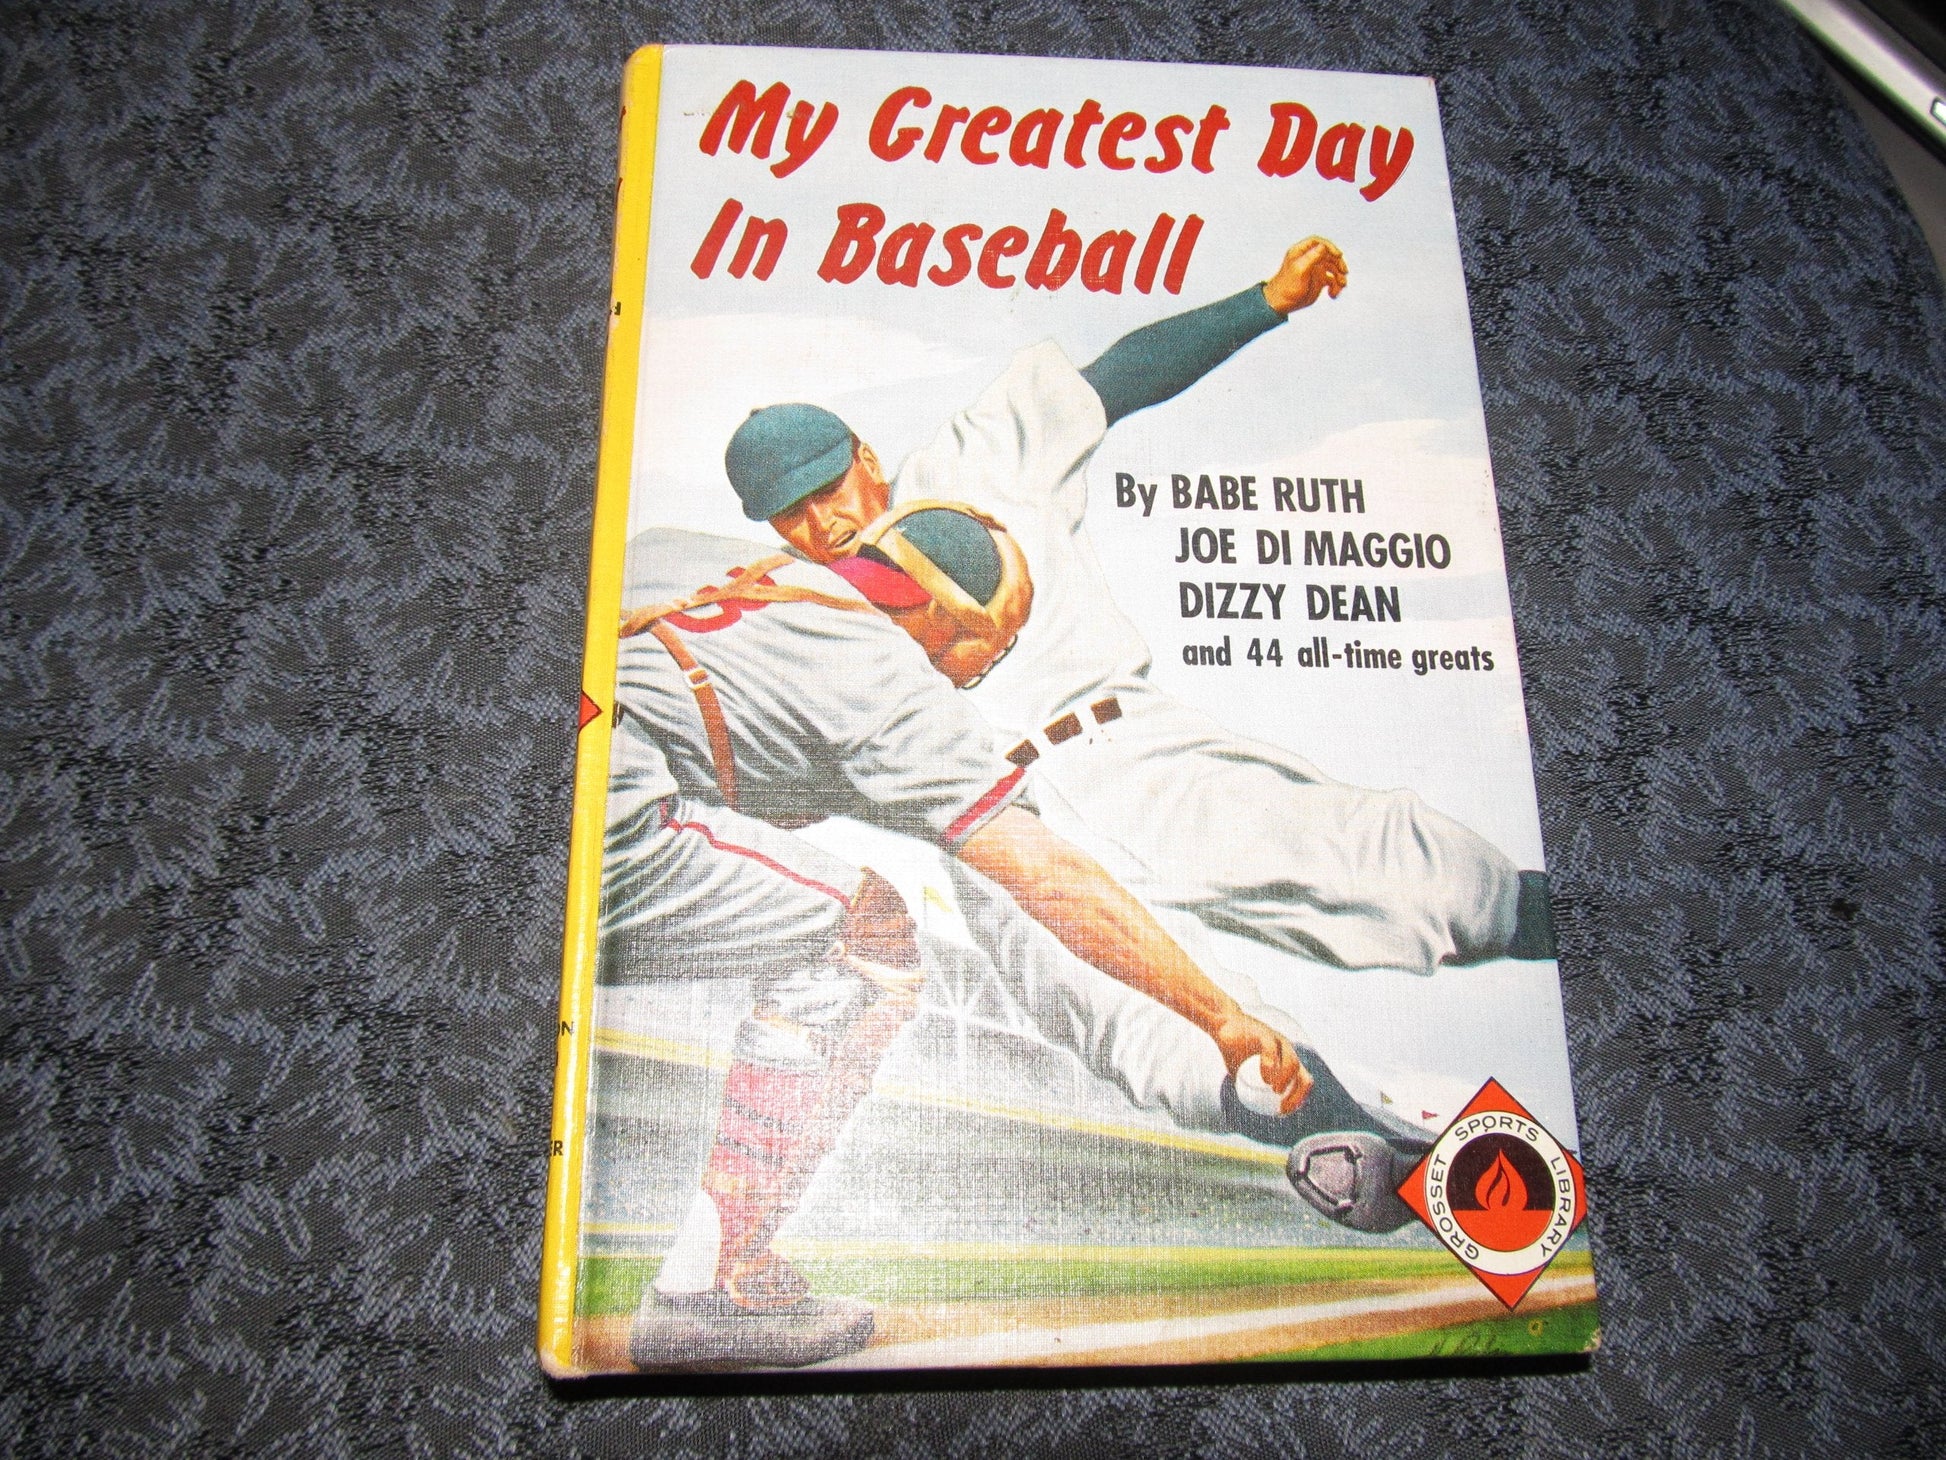 My Greatest Day
In Baseball
By BABE RUTH
JOE DI MAGGIO
DIZZY DEAN
and 44 all-time greats
GROSSET SPORTS LIBRARY